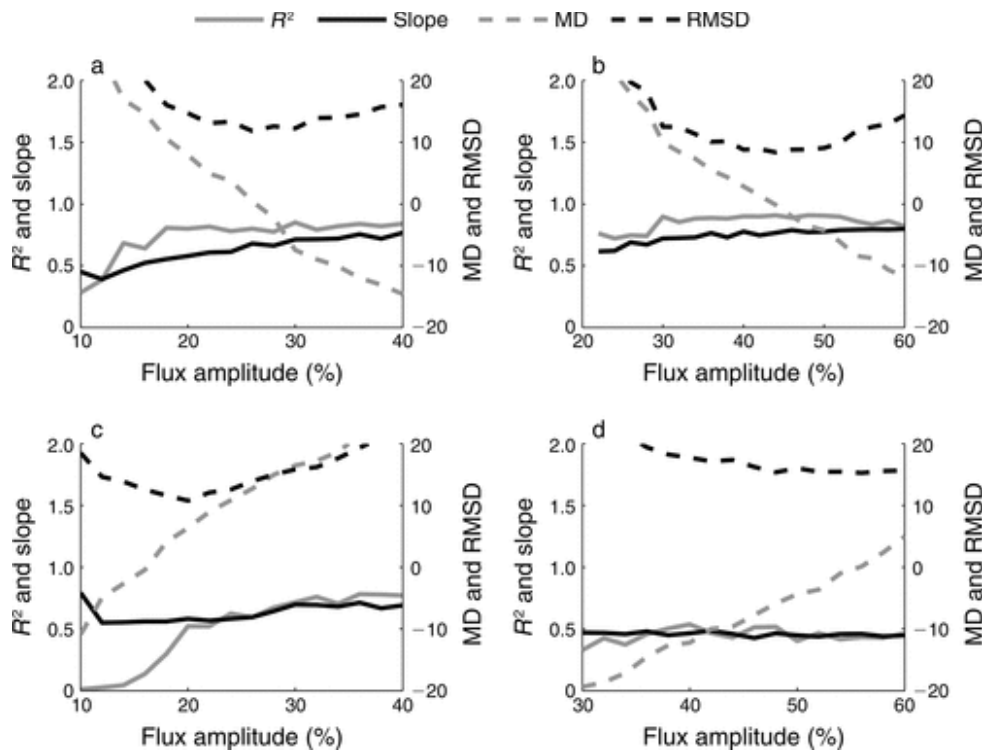 R² Slope MD RMSD
a
2.0 1.5 1.0 0.5 0
R² and slope
20 10 0 −10 −20
MD and RMSD
10 20 30 40
Flux amplitude (%)
b
2.0 1.5 1.0 0.5 0
R² and slope
20 10 0 −10 −20
MD and RMSD
20 30 40 50 60
Flux amplitude (%)
c
2.0 1.5 1.0 0.5 0
R² and slope
20 10 0 −10 −20
MD and RMSD
10 20 30 40
Flux amplitude (%)
d
2.0 1.5 1.0 0.5 0
R² and slope
20 10 0 −10 −20
MD and RMSD
30 40 50 60
Flux amplitude (%)